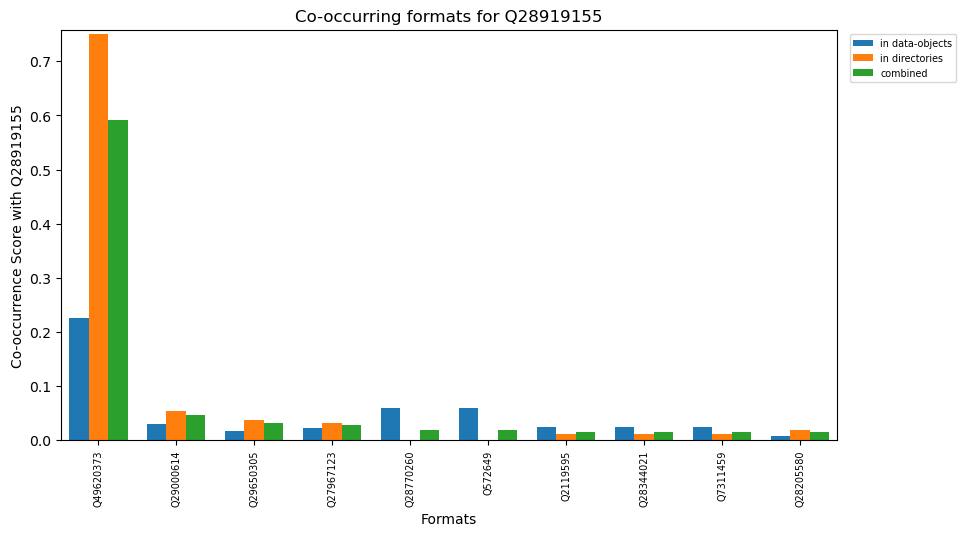 Co-occurring formats for Q28919155
in data-objects
in directories
combined
Co-occurrence Score with Q28919155
0.7
0.6
0.5
0.4
0.3
0.2
0.1
0.0
Q49620373
Q29000614
Q29650305
Q27967123
Q28770260
Q572649
Q2119595
Q28344021
Q7311459
Q28205580
Formats